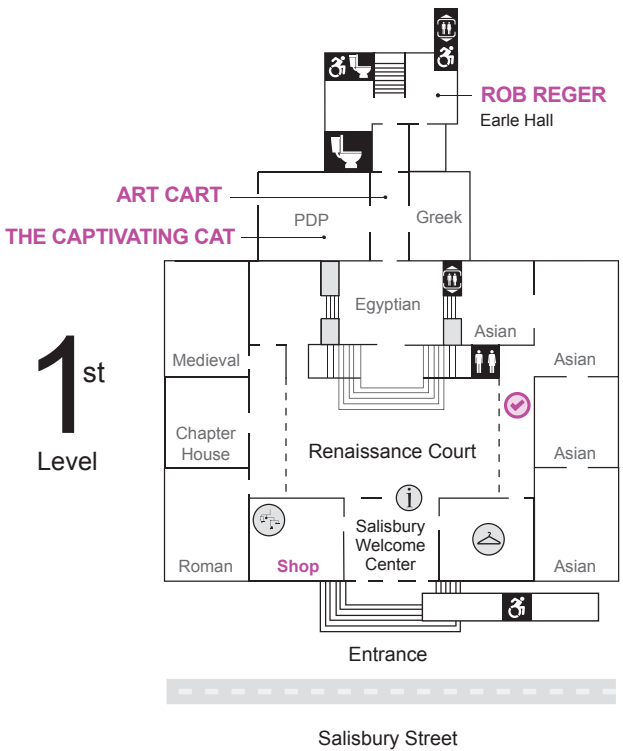 ROB REGER
Earle Hall
ART CART
PDP
Greek
THE CAPTIVATING CAT
Egyptian
Asian
1st
Level
Medieval
Asian
Chapter
House
Renaissance Court
Asian
i
Salisbury
Welcome
Center
Roman
Shop
Asian
Entrance
Salisbury Street